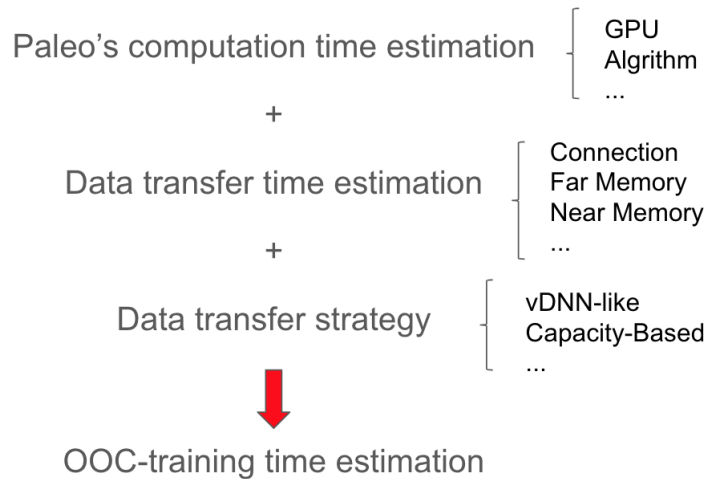 Paleo's computation time estimation
GPU
Algrithm
...
+
Data transfer time estimation
Connection
Far Memory
Near Memory
...
+
Data transfer strategy
vDNN-like
Capacity-Based
...
OOC-training time estimation